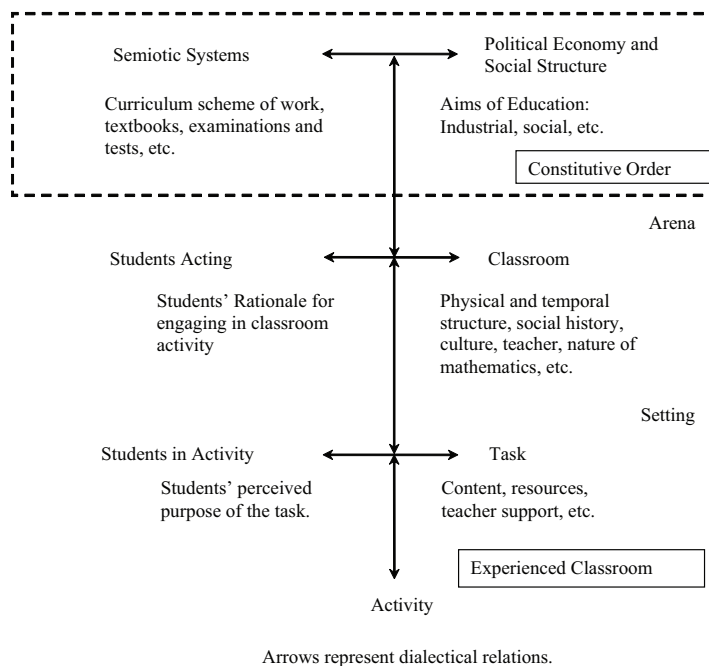 Semiotic Systems
Political Economy and
Social Structure
Curriculum scheme of work,
textbooks, examinations and
tests, etc.
Aims of Education:
Industrial, social, etc.
Constitutive Order
Arena
Students Acting
Classroom
Students’ Rationale for
engaging in classroom
activity
Physical and temporal
structure, social history,
culture, teacher, nature of
mathematics, etc.
Setting
Students in Activity
Task
Students’ perceived
purpose of the task.
Content, resources,
teacher support, etc.
Experienced Classroom
Activity
Arrows represent dialectical relations.